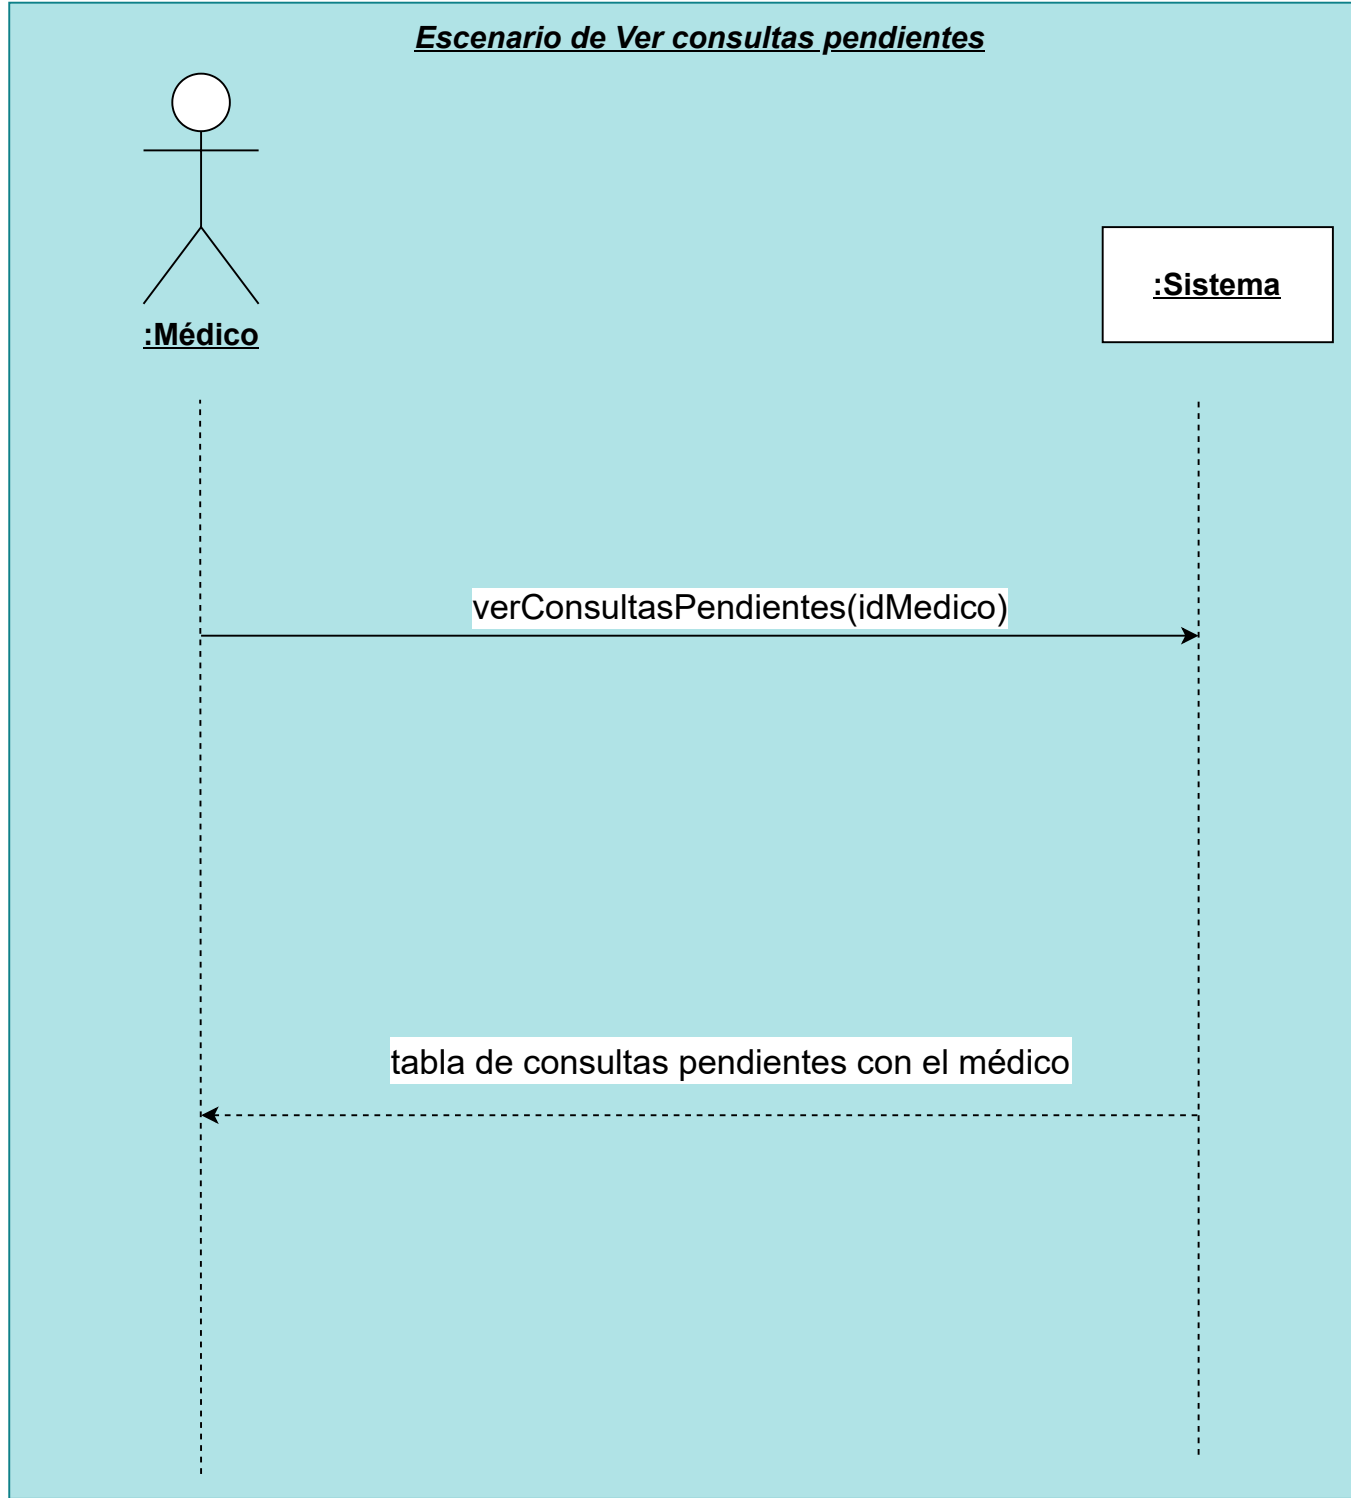 Escenario de Ver consultas pendientes
:Médico
:Sistema
verConsultasPendientes(idMedico)
tabla de consultas pendientes con el médico